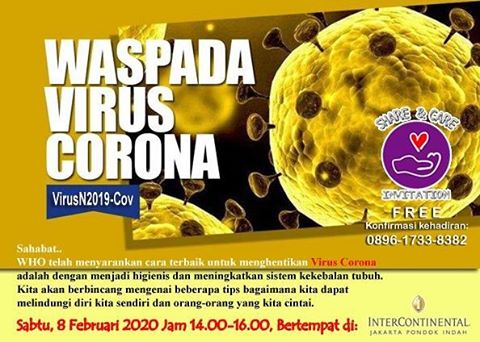 WASPADA
VIRUS
CORONA
VirusN2019-Cov
SHARE & CARE
INVITATION
FREE
Konfirmasi kehadiran:
0896-1733-8382
Sahabat..
WHO telah menyarankan cara terbaik untuk menghentikan Virus Corona
adalah dengan menjadi higienis dan meningkatkan sistem kekebalan tubuh.
Kita akan berbincang mengenai beberapa tips bagaimana kita dapat
melindungi diri kita sendiri dan orang-orang yang kita cintai.
Sabtu, 8 Februari 2020 Jam 14.00-16.00, Bertempat di:
INTERCONTINENTAL
JAKARTA PONDOK INDAH